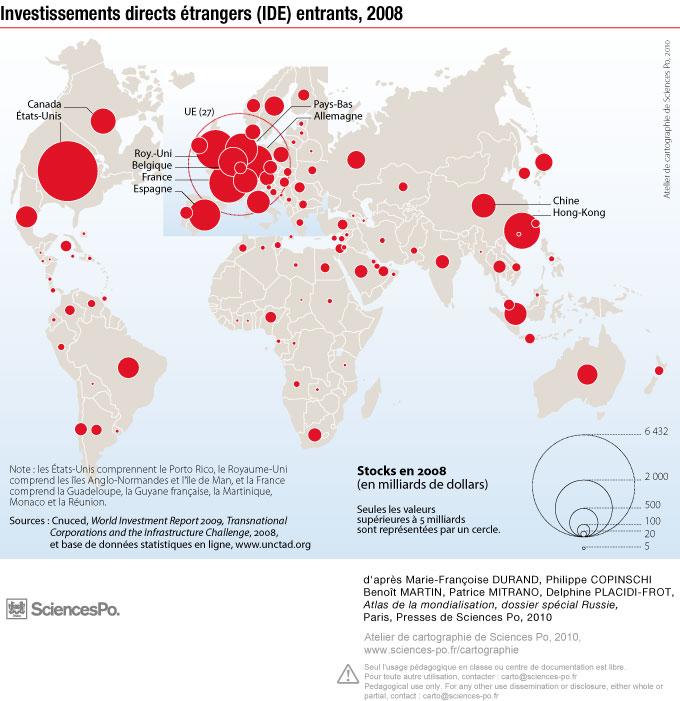 Investissements directs étrangers (IDE) entrants, 2008
Atelier de cartographie de Sciences Po, 2010
Canada
États-Unis
UE (27)
Pays-Bas
Allemagne
Roy.-Uni
Belgique
France
Espagne
Chine
Hong-Kong
Note : les États-Unis comprennent le Porto Rico, le Royaume-Uni
comprend les îles Anglo-Normandes et l'île de Man, et la France
comprend la Guadeloupe, la Guyane française, la Martinique,
Monaco et la Réunion.
Sources : Cnuced, World Investment Report 2009, Transnational
Corporations and the Infrastructure Challenge, 2008,
et base de données statistiques en ligne, www.unctad.org
Stocks en 2008
(en milliards de dollars)
Seules les valeurs
supérieures à 5 milliards
sont représentées par un cercle.
6 432
2 000
500
100
20
5
SciencesPo.
d'après Marie-Françoise DURAND, Philippe COPINSCHI
Benoît MARTIN, Patrice MITRANO, Delphine PLACIDI-FROT,
Atlas de la mondialisation, dossier spécial Russie,
Paris, Presses de Sciences Po, 2010
Atelier de cartographie de Sciences Po, 2010,
www.sciences-po.fr/cartographie
Seul l'usage pédagogique en classe ou centre de documentation est libre.
Pour toute autre utilisation, contacter : carto@sciences-po.fr
Pedagogical use only. For any other use dissemination or disclosure, either whole or
partial, contact : carto@sciences-po.fr